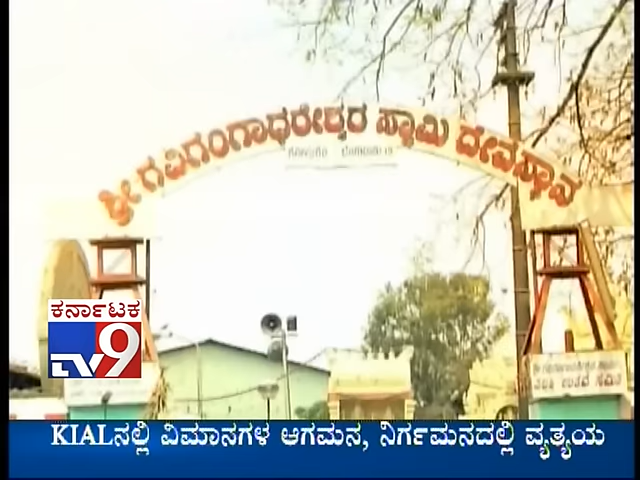 ಶ್ರೀ ಗವಿಗಂಗಾಧರೇಶ್ವರ ಸ್ವಾಮಿ ದೇವಸ್ಥಾನ
ಕರ್ನಾಟಕ
TV9
KIALನಲ್ಲಿ ವಿಮಾನಗಳ ಆಗಮನ, ನಿರ್ಗಮನದಲ್ಲಿ ವ್ಯತ್ಯಯ